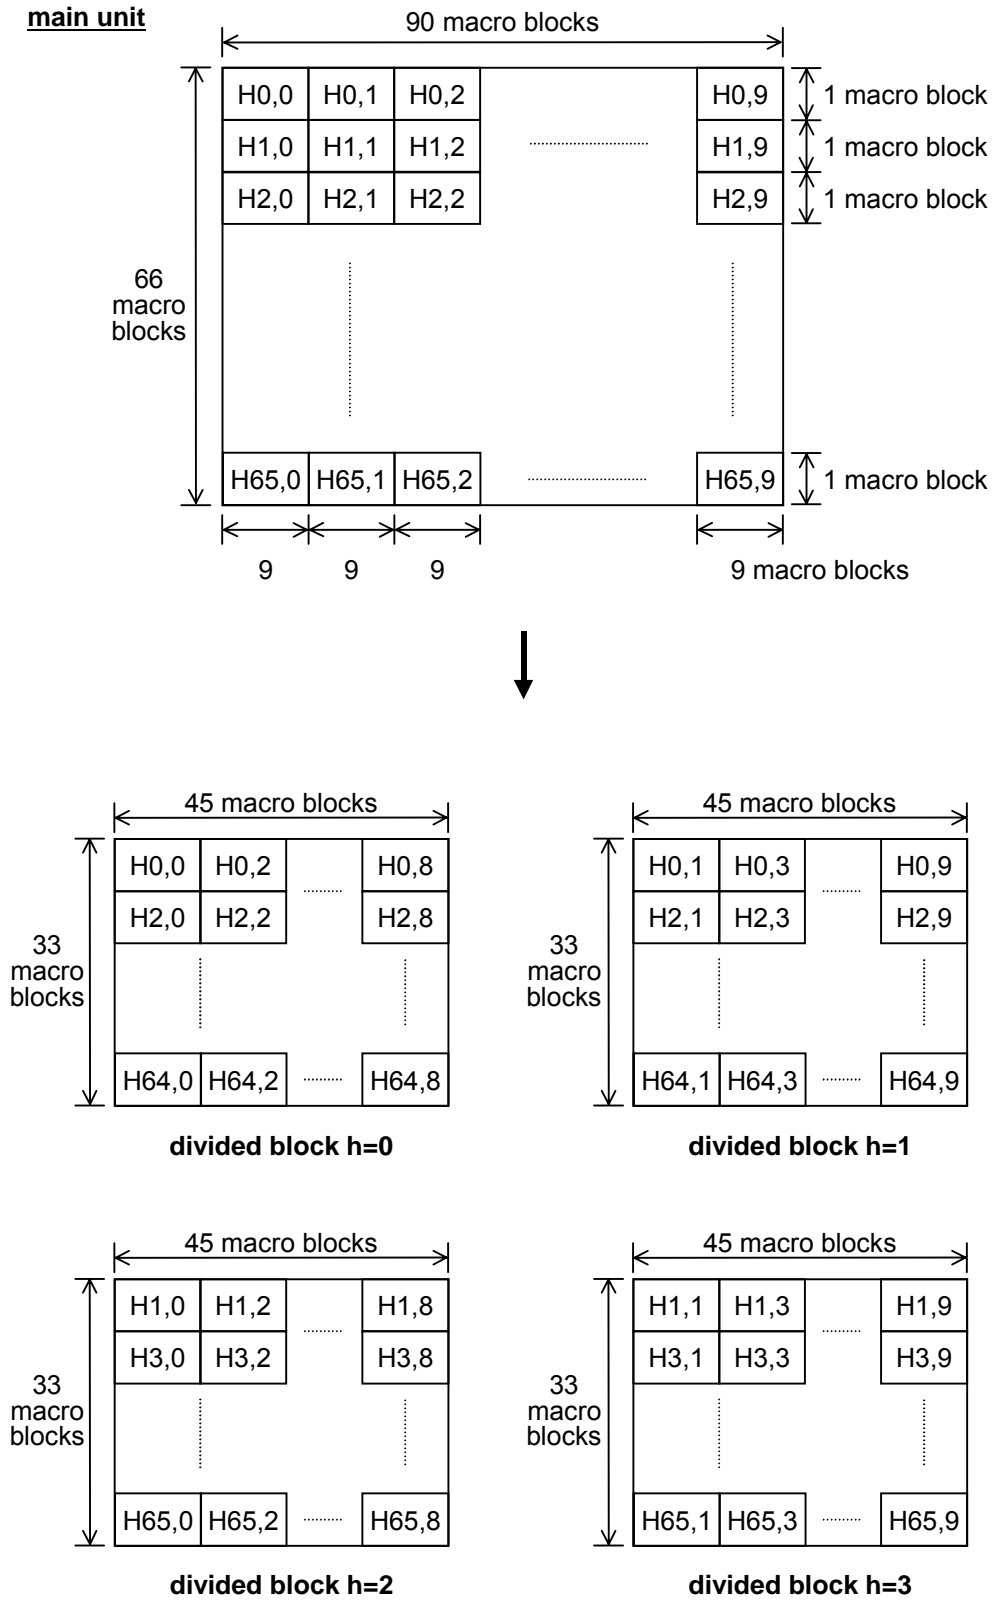 main unit
90 macro blocks
H0,0 H0,1 H0,2 H0,9 1 macro block
H1,0 H1,1 H1,2 H1,9 1 macro block
H2,0 H2,1 H2,2 H2,9 1 macro block
66
macro
blocks
H65,0 H65,1 H65,2 H65,9 1 macro block
9 9 9 9 macro blocks
45 macro blocks
H0,0 H0,2 H0,8
H2,0 H2,2 H2,8
33
macro
blocks
H64,0 H64,2 H64,8
divided block h=0
45 macro blocks
H0,1 H0,3 H0,9
H2,1 H2,3 H2,9
33
macro
blocks
H64,1 H64,3 H64,9
divided block h=1
45 macro blocks
H1,0 H1,2 H1,8
H3,0 H3,2 H3,8
33
macro
blocks
H65,0 H65,2 H65,8
divided block h=2
45 macro blocks
H1,1 H1,3 H1,9
H3,1 H3,3 H3,9
33
macro
blocks
H65,1 H65,3 H65,9
divided block h=3